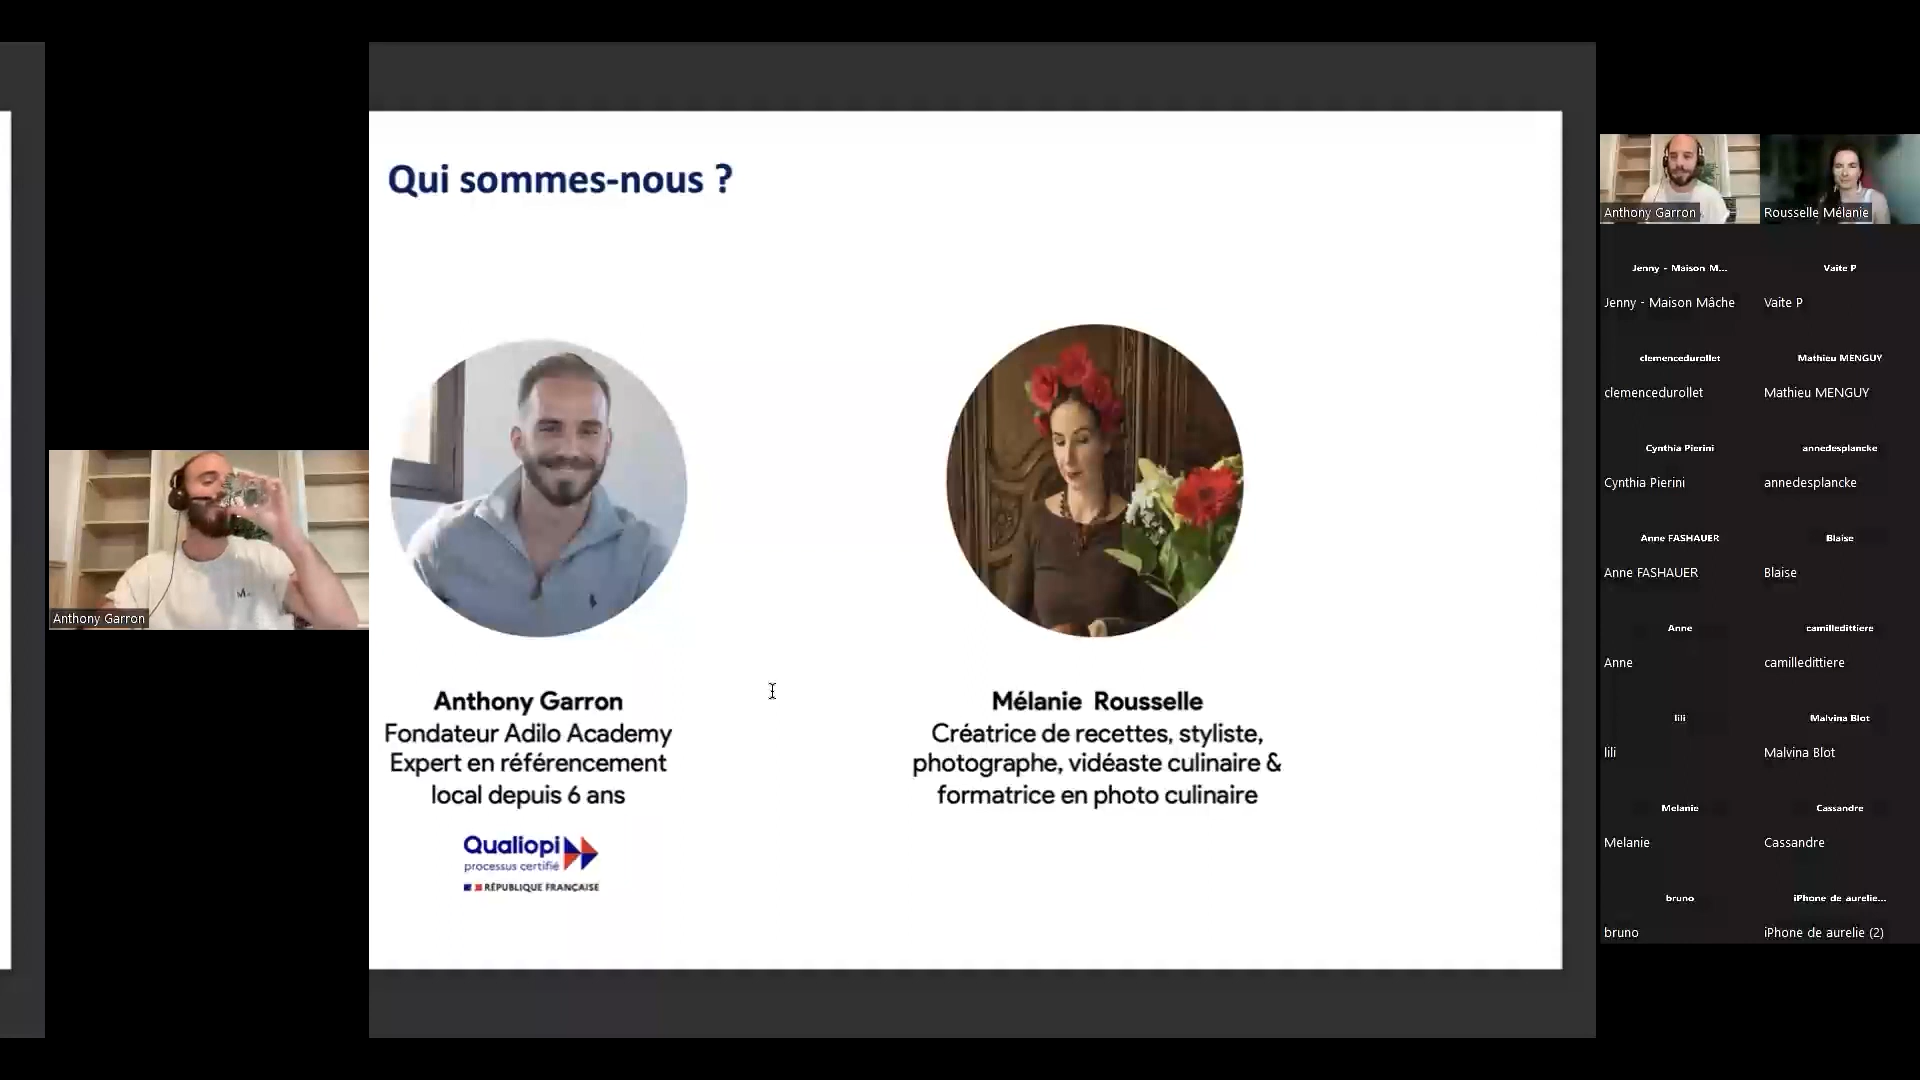 Qui sommes-nous ?
Anthony Garron
Fondateur Adilo Academy
Expert en référencement
local depuis 6 ans
Qualiopi
processus certifié
RÉPUBLIQUE FRANÇAISE
Mélanie Rousselle
Créatrice de recettes, styliste,
photographe, vidéaste culinaire &
formatrice en photo culinaire
Anthony Garron
M
Anthony Garron
Rousselle Mélanie
Jenny - Maison M...
Jenny - Maison Mâche
Vaite P
Vaite P
clemencedurollet
clemencedurollet
Mathieu MENGUY
Mathieu MENGUY
Cynthia Pierini
Cynthia Pierini
annedesplancke
annedesplancke
Anne FASHAUER
Anne FASHAUER
Blaise
Blaise
Anne
Anne
camilledittiere
camilledittiere
lili
lili
Malvina Blot
Malvina Blot
Melanie
Melanie
Cassandre
Cassandre
bruno
bruno
iPhone de aurelie...
iPhone de aurelie (2)